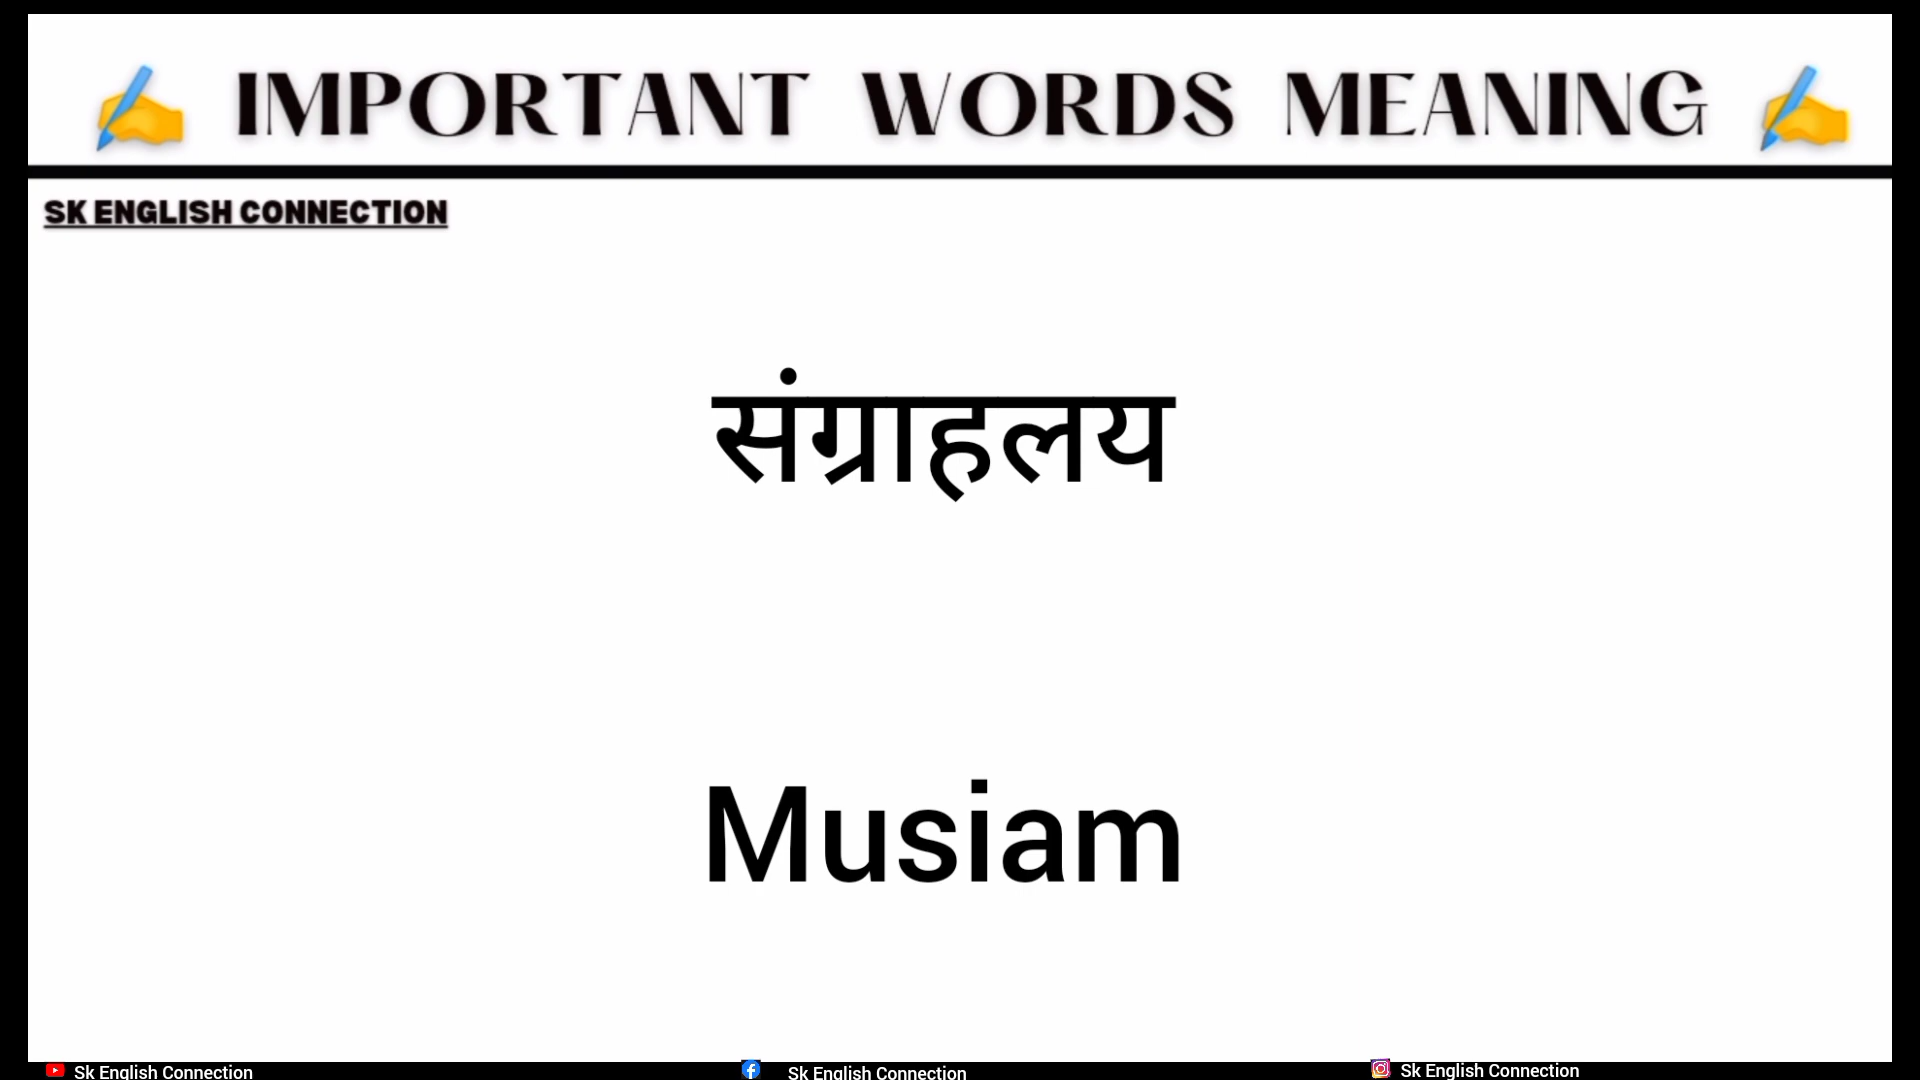 ✍ IMPORTANT WORDS MEANING ✍
SK ENGLISH CONNECTION
संग्राहलय
Musiam
Sk English Connection
Sk English Connection
Sk English Connection